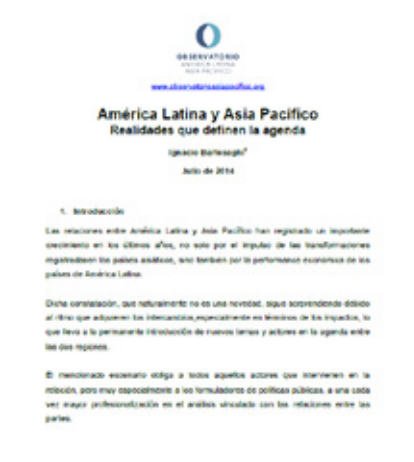 OBSERVATORIO
AMÉRICA LATINA
ASIA PACÍFICO
www.observatorioasiapacifico.org
América Latina y Asia Pacífico
Realidades que definen la agenda
Ignacio Bartesaghi
Julio de 2014
1. Introducción
Las relaciones entre América Latina y Asia Pacífico han registrado un importante
crecimiento en los últimos años, no solo por el impulso de las transformaciones
en los países asiáticos, sino también por la performance económica de los
países de América Latina.
Dicha constatación, que naturalmente no es una novedad, sigue sorprendiendo debido
al ritmo que adquieren los intercambios, especialmente en términos de los impactos, lo
que lleva a la permanente introducción de nuevos temas y actores en la agenda entre
las dos regiones.
El mencionado escenario obliga a todos aquellos actores que intervienen en la
relación, pero muy especialmente a los formuladores de políticas públicas, a una cada
vez mayor profesionalización en el análisis vinculado con las relaciones entre las
partes.